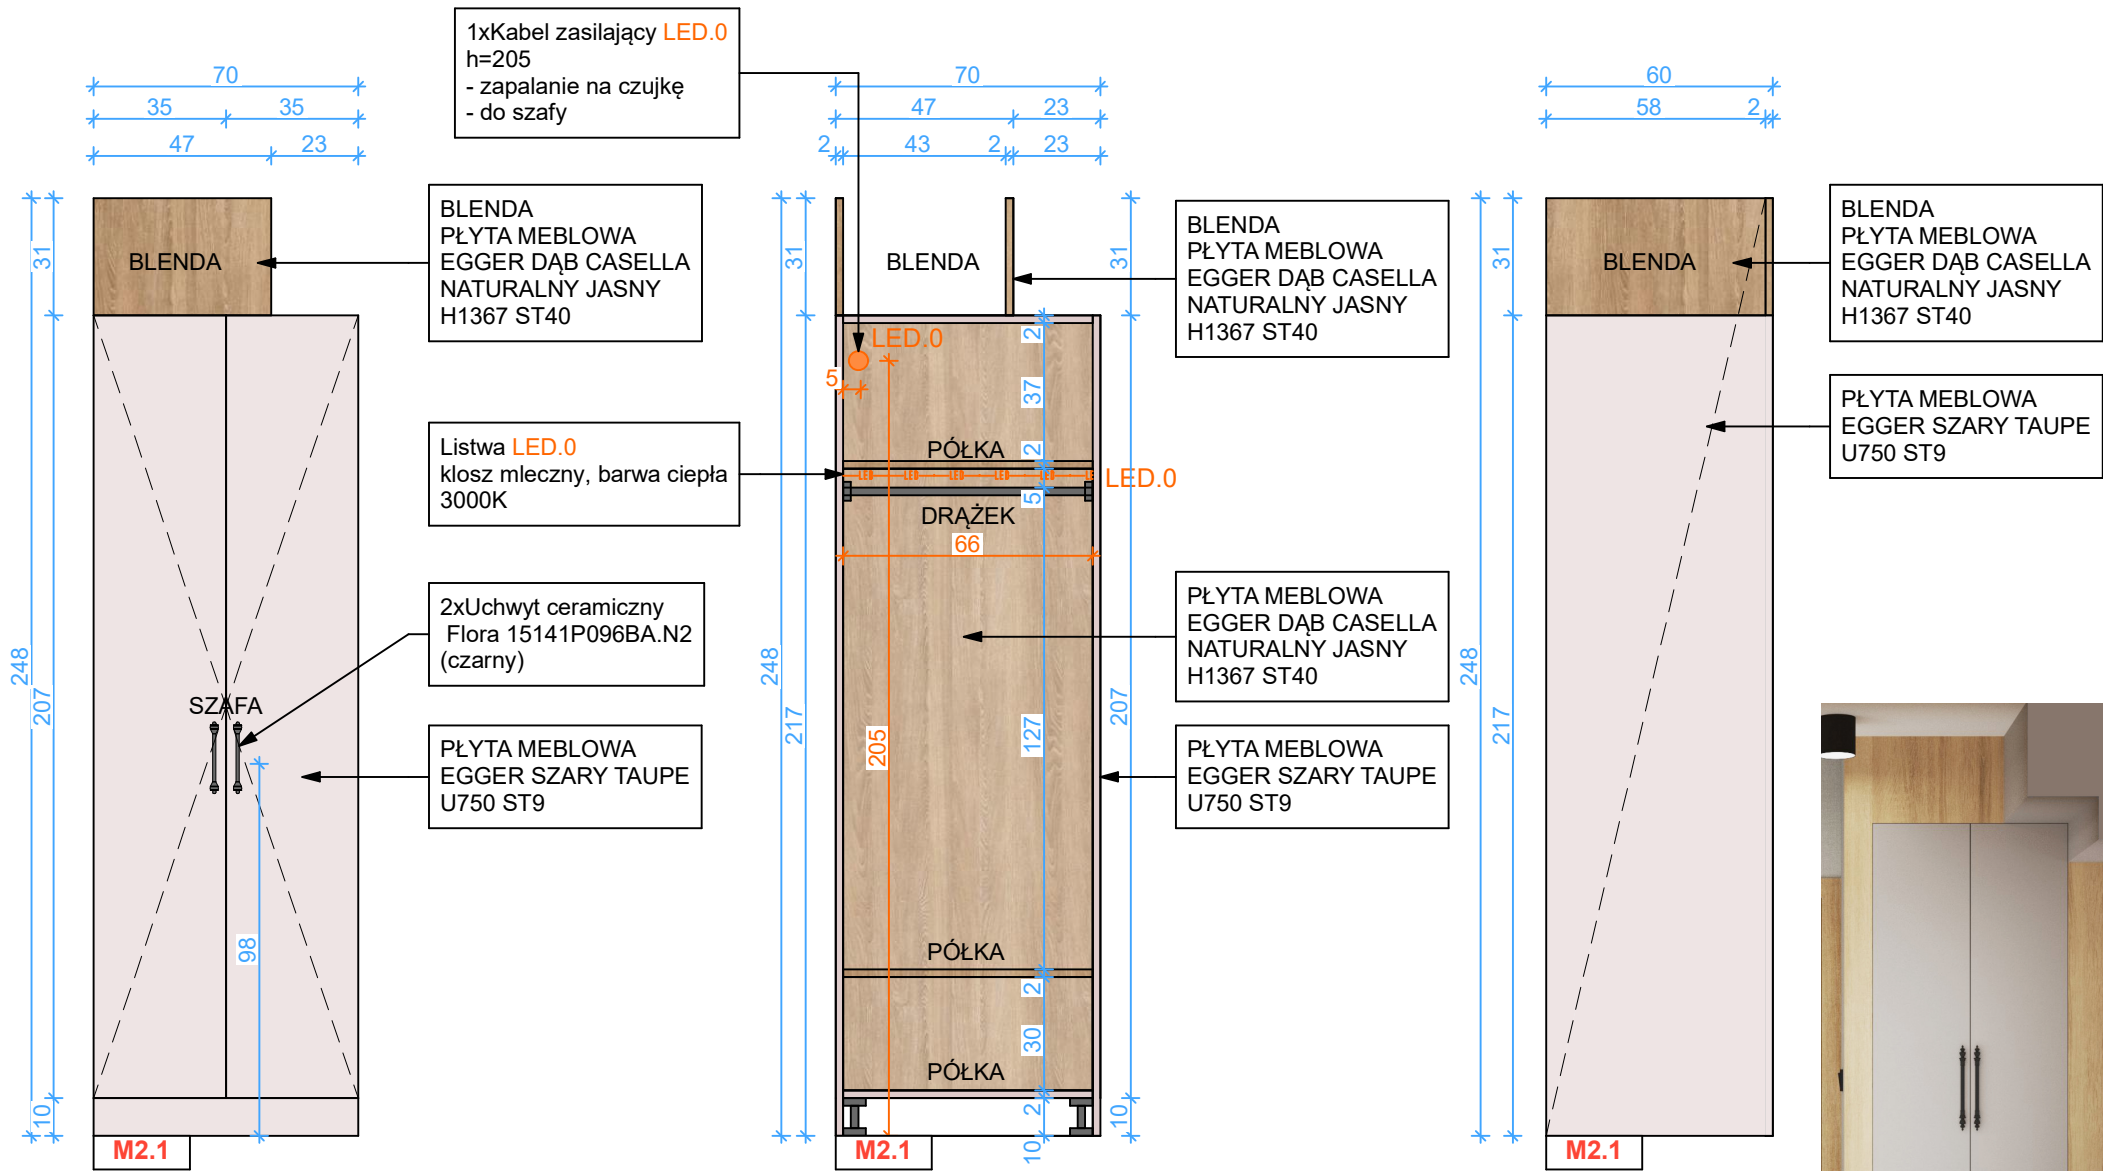 70
35
35
47
23
248
31
207
10
BLENDA
SZAFA
98
M2.1
1xKabel zasilający LED.0
h=205
- zapalanie na czujkę
- do szafy
BLENDA
PŁYTA MEBLOWA
EGGER DĄB CASELLA
NATURALNY JASNY
H1367 ST40
Listwa LED.0
klosz mleczny, barwa ciepła
3000K
2xUchwyt ceramiczny
Flora 15141P096BA.N2
(czarny)
PŁYTA MEBLOWA
EGGER SZARY TAUPE
U750 ST9
70
47
23
2
43
2
23
248
31
217
BLENDA
LED.0
5
2
37
PÓŁKA
2
LED LED LED LED LED LE
LED.0
5
DRĄŻEK
66
205
127
PÓŁKA
2
30
PÓŁKA
2
10
31
207
10
M2.1
BLENDA
PŁYTA MEBLOWA
EGGER DĄB CASELLA
NATURALNY JASNY
H1367 ST40
PŁYTA MEBLOWA
EGGER DĄB CASELLA
NATURALNY JASNY
H1367 ST40
PŁYTA MEBLOWA
EGGER SZARY TAUPE
U750 ST9
60
58
2
248
31
217
BLENDA
M2.1
BLENDA
PŁYTA MEBLOWA
EGGER DĄB CASELLA
NATURALNY JASNY
H1367 ST40
PŁYTA MEBLOWA
EGGER SZARY TAUPE
U750 ST9